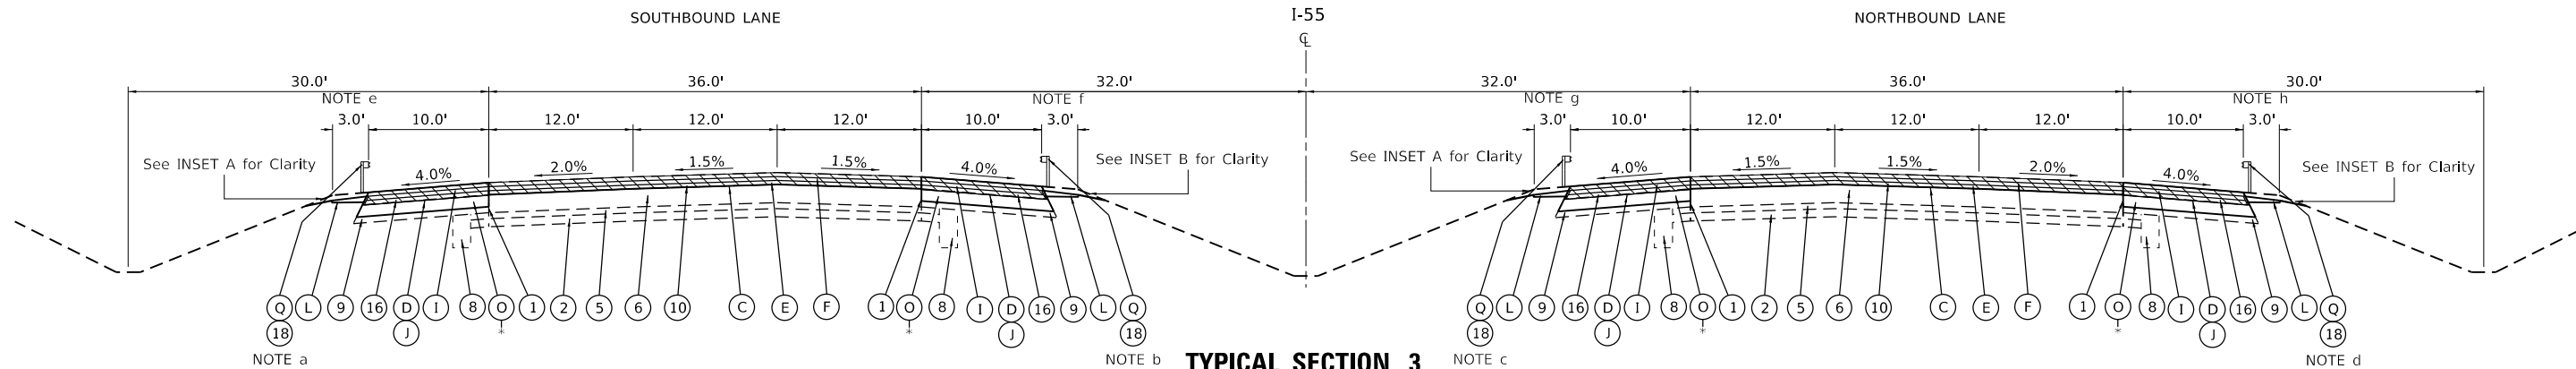 SOUTHBOUND LANE
I-55
NORTHBOUND LANE
℄
30.0' 36.0' 32.0' 32.0' 36.0' 30.0'
NOTE e NOTE f NOTE g NOTE h
3.0' 10.0' 12.0' 12.0' 12.0' 10.0' 3.0' 3.0' 10.0' 12.0' 12.0' 12.0' 10.0' 3.0'
See INSET A for Clarity
See INSET B for Clarity
See INSET A for Clarity
See INSET B for Clarity
4.0% 2.0% 1.5% 1.5% 4.0% 4.0% 1.5% 1.5% 2.0% 4.0%
Q L 9 16 D I 8 O 1 2 5 6 10 C E F 1 O 8 I D 16 9 L Q
18 J * * J 18
Q L 9 16 D I 8 O 1 2 5 6 10 C E F 1 O 8 I D 16 9 L Q
18 J * * J 18
NOTE a NOTE b NOTE c NOTE d
TYPICAL SECTION 3